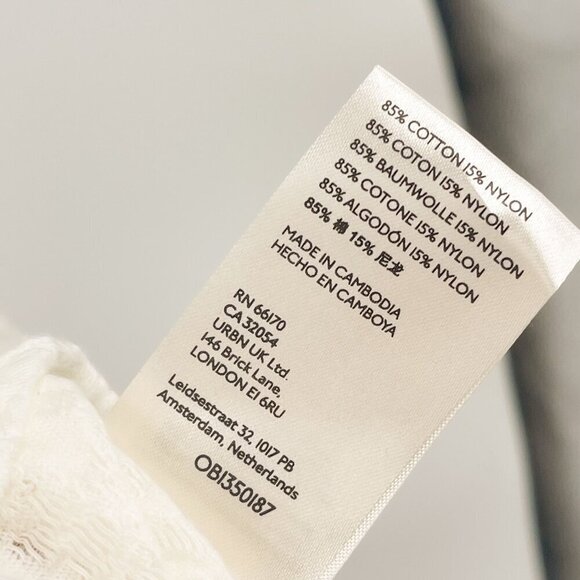 85% COTTON 15% NYLON
85% COTON 15% NYLON
85% BAUMWOLLE 15% NYLON
85% COTONE 15% NYLON
85% ALGODÓN 15% NYLON
85% 棉 15% 尼龙
MADE IN CAMBODIA
HECHO EN CAMBOYA
RN 66170
CA 32054
URBN UK Ltd.
146 Brick Lane,
LONDON E1 6RU
Leidsestraat 32, 1017 PB
Amsterdam, Netherlands
OB1350187